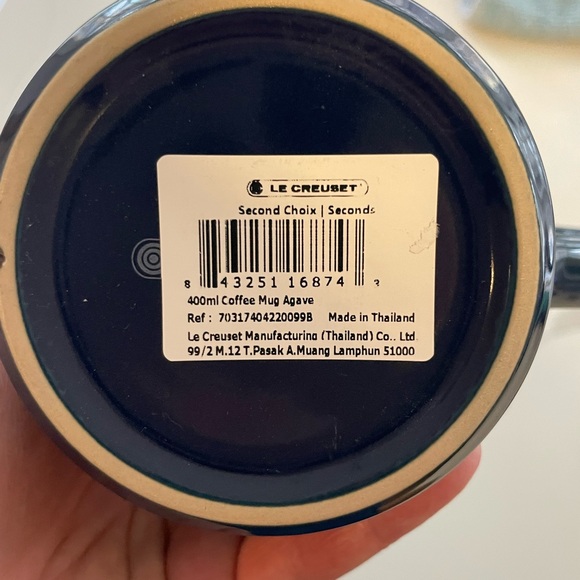 LE CREUSET
Second Choix | Seconds
8 43251 16874 3
400ml Coffee Mug Agave
Ref : 70317404220099B Made in Thailand
Le Creuset Manufacturing (Thailand) Co., Ltd
99/2 M.12 T.Pasak A.Muang Lamphun 51000